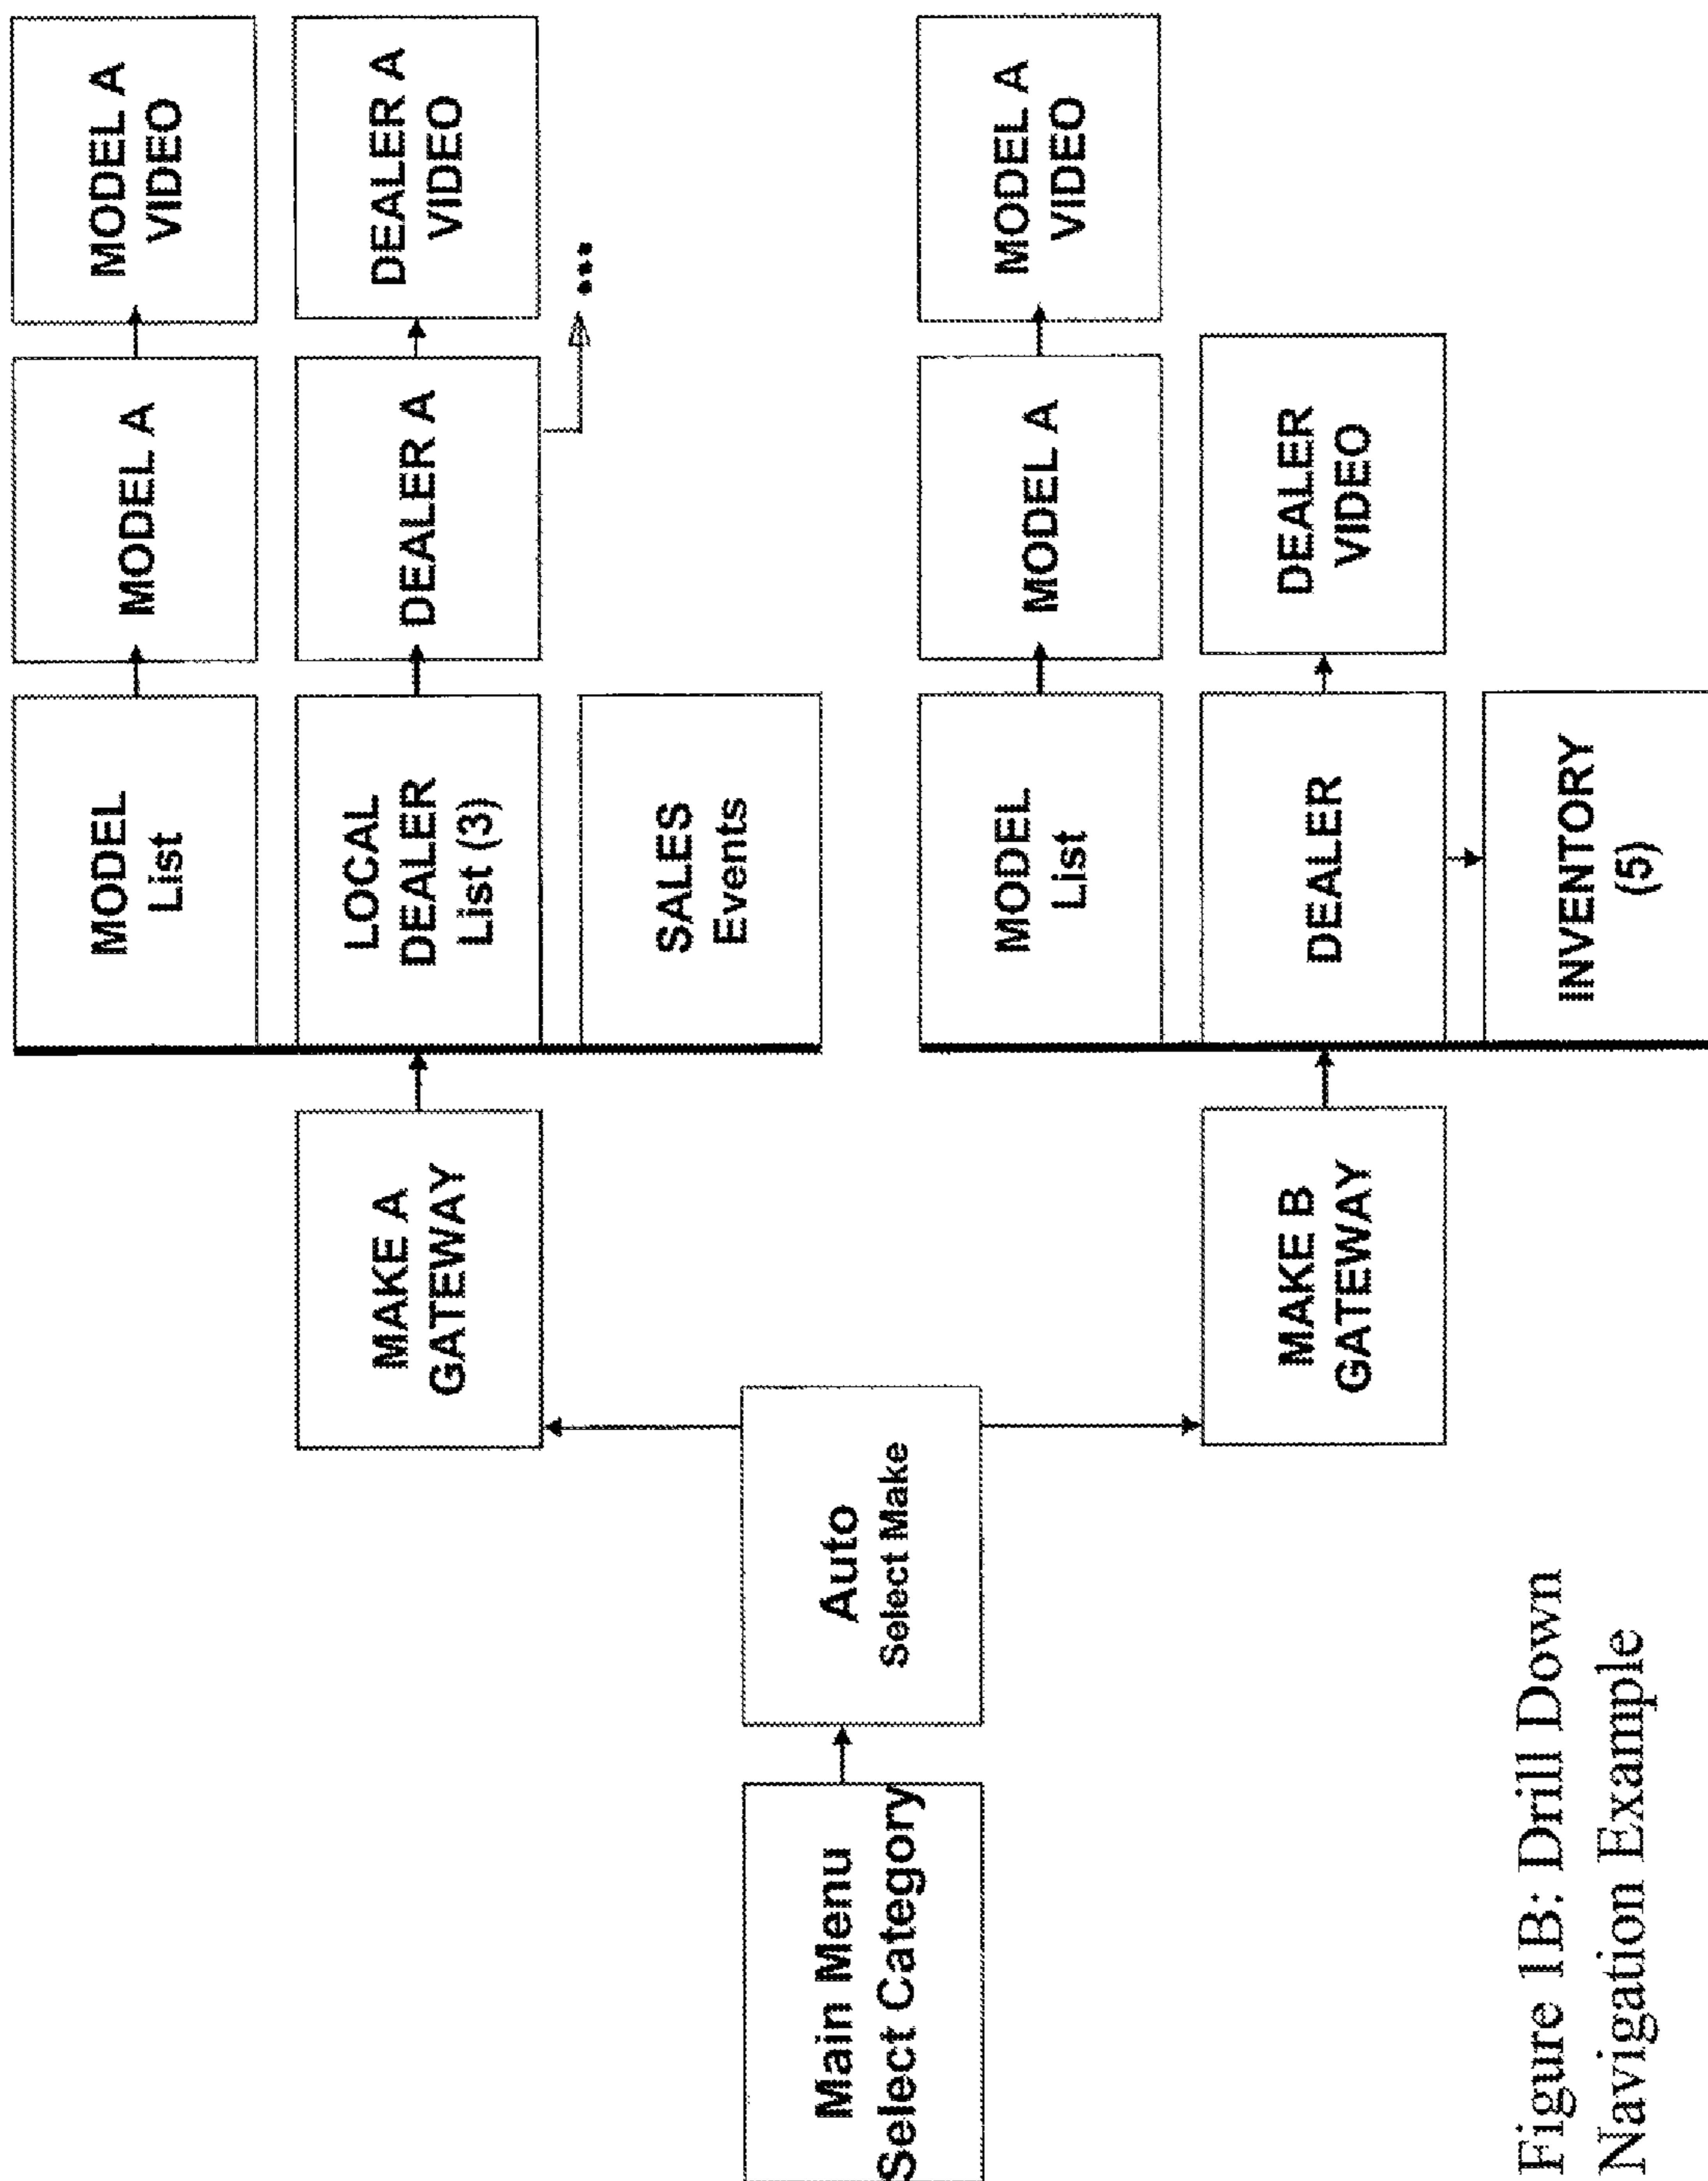 Main Menu
Select Category
Auto
Select Make
MAKE A
GATEWAY
MODEL
List
MODEL A
MODEL A
VIDEO
LOCAL
DEALER
List (3)
DEALER A
DEALER A
VIDEO
...
SALES
Events
MAKE B
GATEWAY
MODEL
List
MODEL A
MODEL A
VIDEO
DEALER
DEALER
VIDEO
INVENTORY
(5)
Figure 1B: Drill Down
Navigation Example